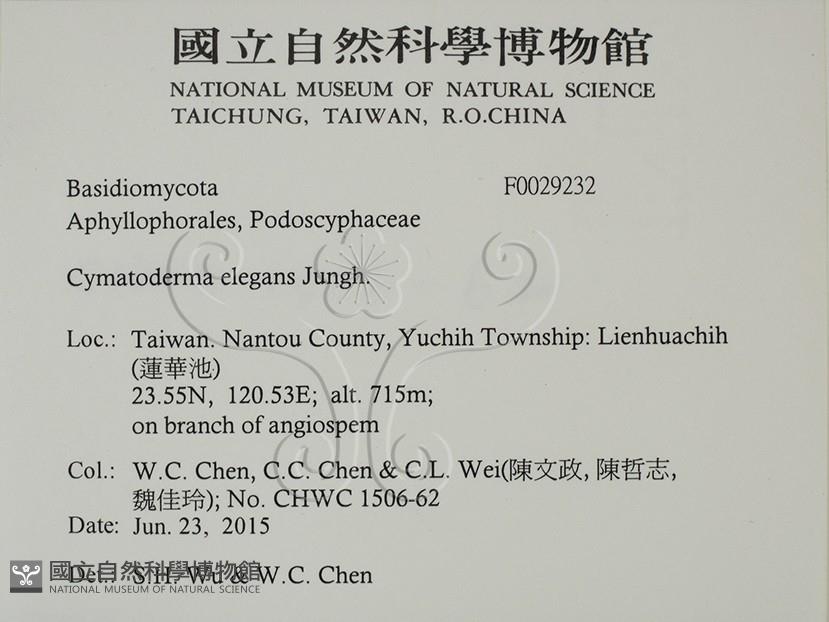 國立自然科學博物館
NATIONAL MUSEUM OF NATURAL SCIENCE
TAICHUNG, TAIWAN, R.O.CHINA
Basidiomycota F0029232
Aphyllophorales, Podoscyphaceae
Cymatoderma elegans Jungh.
Loc.: Taiwan. Nantou County, Yuchih Township: Lienhuachih
(蓮華池)
23.55N, 120.53E; alt. 715m;
on branch of angiospem
Col.: W.C. Chen, C.C. Chen & C.L. Wei(陳文政, 陳哲志,
魏佳玲); No. CHWC 1506-62
Date: Jun. 23, 2015
Det.: S.H. Wu & W.C. Chen
國立自然科學博物館
NATIONAL MUSEUM OF NATURAL SCIENCE